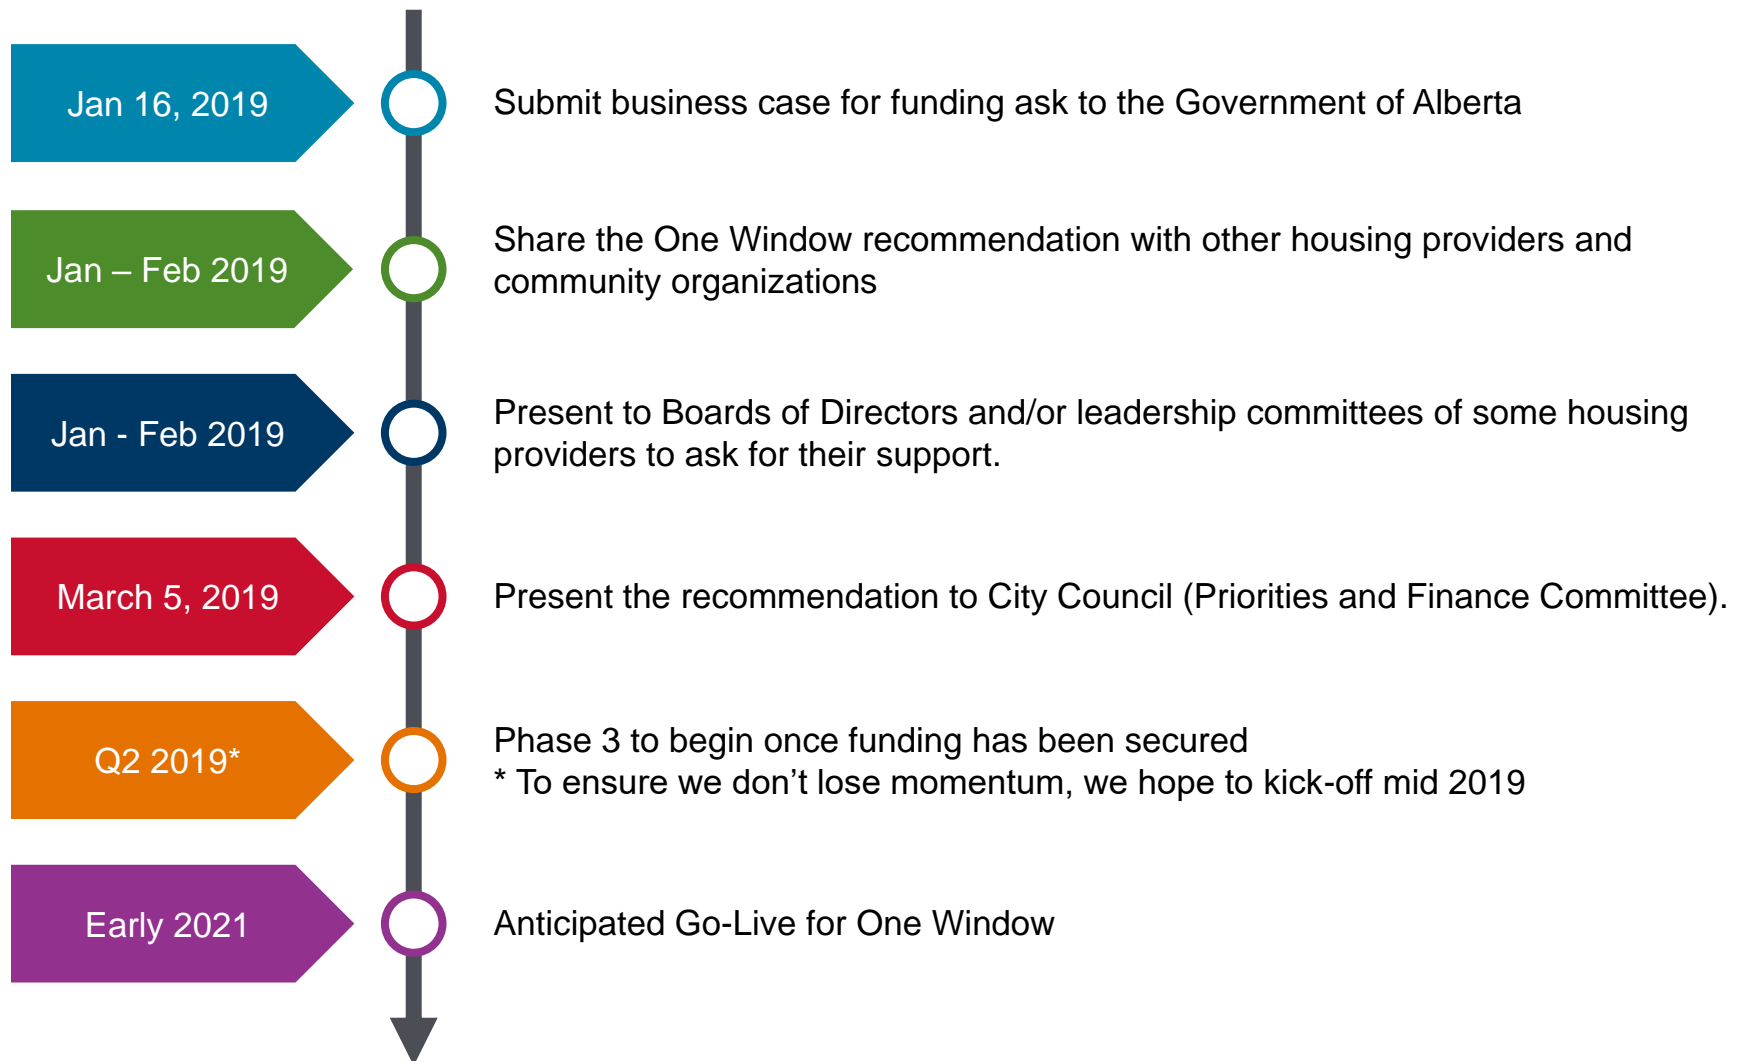 Jan 16, 2019
Submit business case for funding ask to the Government of Alberta
Jan – Feb 2019
Share the One Window recommendation with other housing providers and
community organizations
Jan - Feb 2019
Present to Boards of Directors and/or leadership committees of some housing
providers to ask for their support.
March 5, 2019
Present the recommendation to City Council (Priorities and Finance Committee).
Q2 2019*
Phase 3 to begin once funding has been secured
* To ensure we don’t lose momentum, we hope to kick-off mid 2019
Early 2021
Anticipated Go-Live for One Window